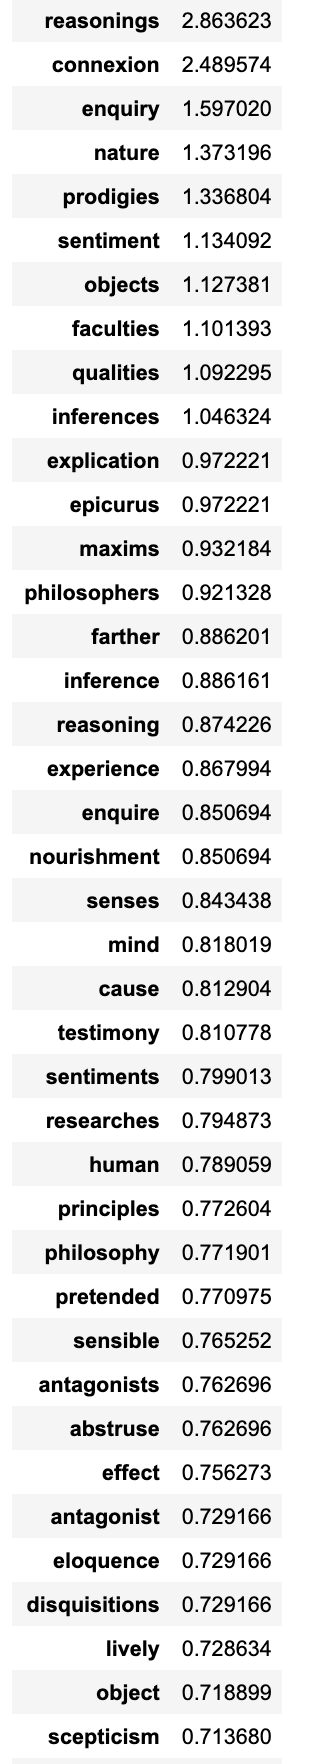 reasonings 2.863623
connexion 2.489574
enquiry 1.597020
nature 1.373196
prodigies 1.336804
sentiment 1.134092
objects 1.127381
faculties 1.101393
qualities 1.092295
inferences 1.046324
explication 0.972221
epicurus 0.972221
maxims 0.932184
philosophers 0.921328
farther 0.886201
inference 0.886161
reasoning 0.874226
experience 0.867994
enquire 0.850694
nourishment 0.850694
senses 0.843438
mind 0.818019
cause 0.812904
testimony 0.810778
sentiments 0.799013
researches 0.794873
human 0.789059
principles 0.772604
philosophy 0.771901
pretended 0.770975
sensible 0.765252
antagonists 0.762696
abstruse 0.762696
effect 0.756273
antagonist 0.729166
eloquence 0.729166
disquisitions 0.729166
lively 0.728634
object 0.718899
scepticism 0.713680